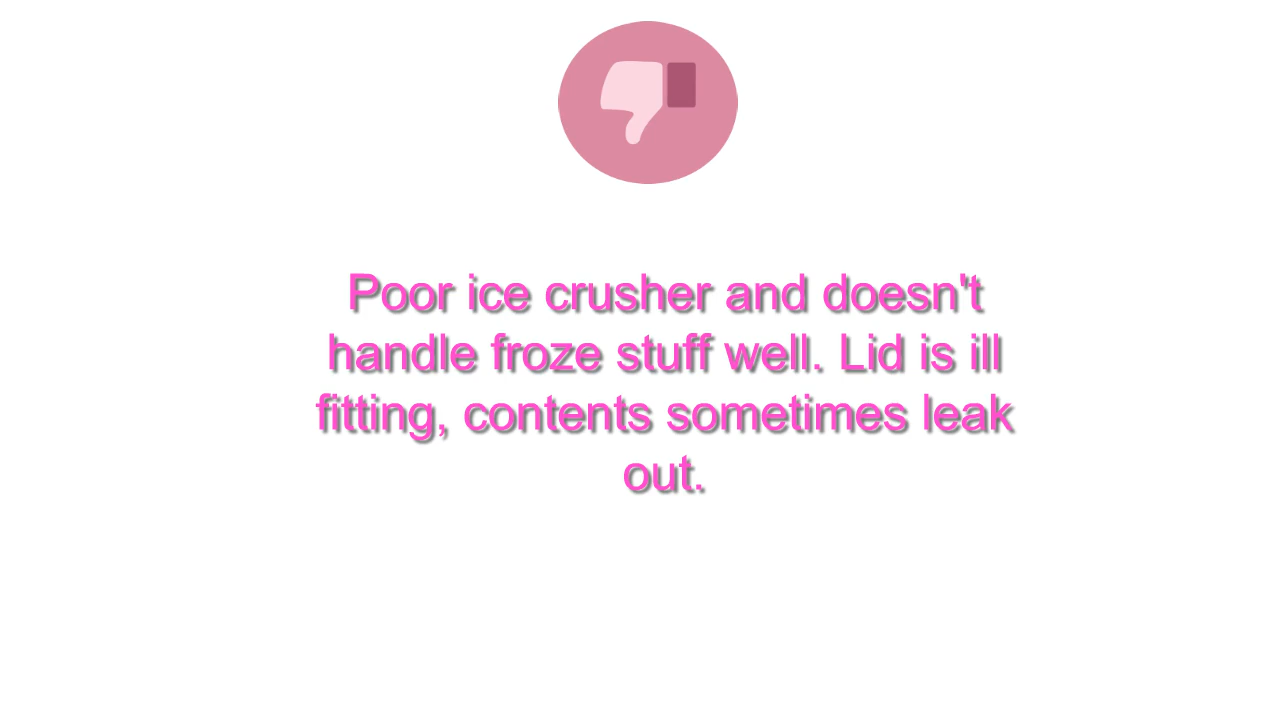 Poor ice crusher and doesn't
handle froze stuff well. Lid is ill
fitting, contents sometimes leak
out.